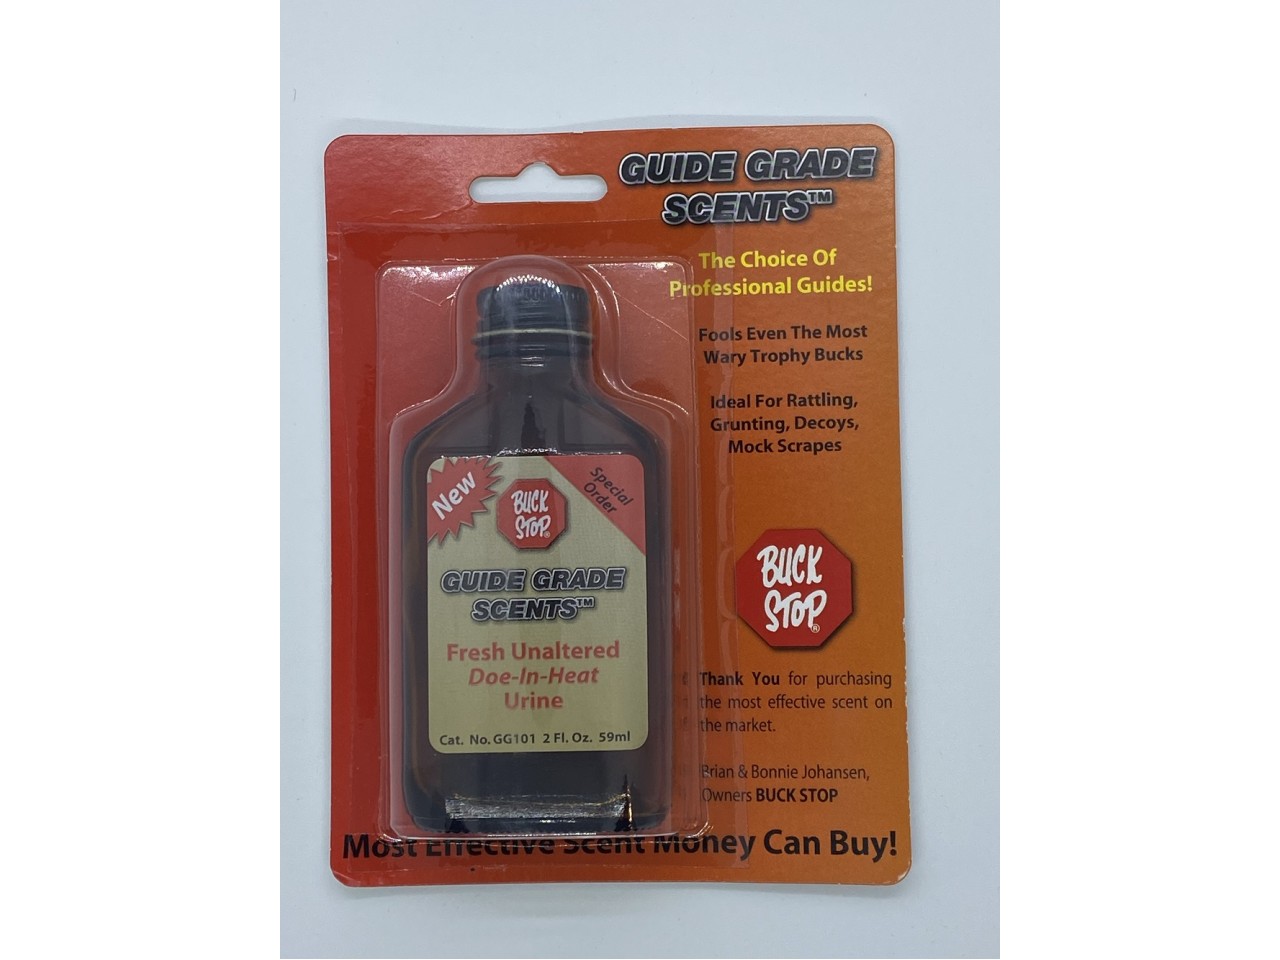 GUIDE GRADE
SCENTS™
The Choice Of
Professional Guides!
Fools Even The Most
Wary Trophy Bucks
Ideal For Rattling,
Grunting, Decoys,
Mock Scrapes
BUCK
STOP®
Thank You for purchasing
the most effective scent on
the market.
Brian & Bonnie Johansen,
Owners BUCK STOP
New
BUCK
STOP®
Special
Order
GUIDE GRADE
SCENTS™
Fresh Unaltered
Doe-In-Heat
Urine
Cat. No. GG101 2 Fl. Oz. 59ml
Most Effective Scent Money Can Buy!